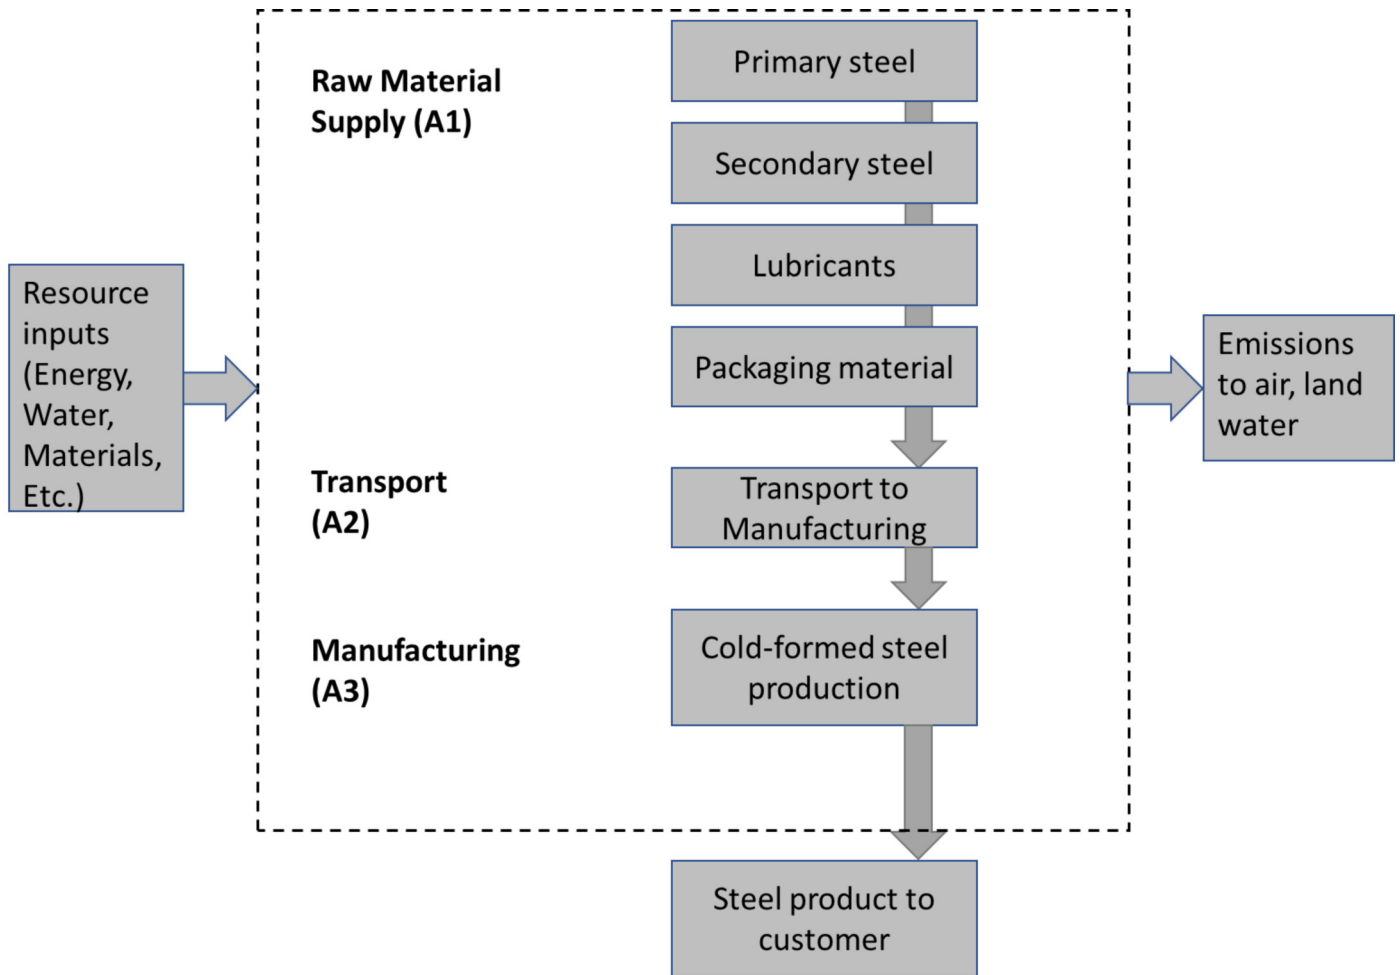 Raw Material
Supply (A1)
Primary steel
Secondary steel
Lubricants
Packaging material
Resource
inputs
(Energy,
Water,
Materials,
Etc.)
Emissions
to air, land
water
Transport
(A2)
Transport to
Manufacturing
Manufacturing
(A3)
Cold-formed steel
production
Steel product to
customer